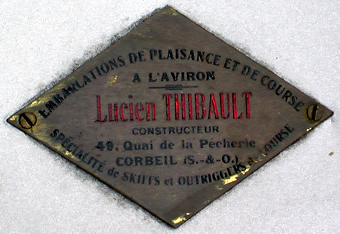 EMBARCATIONS DE PLAISANCE ET DE COURSE
A L'AVIRON
Lucien THIBAULT
CONSTRUCTEUR
49, Quai de la Pêcherie
CORBEIL (S.-&-O.)
SPÉCIALITÉ de SKIFFS et OUTRIGGERS de COURSE